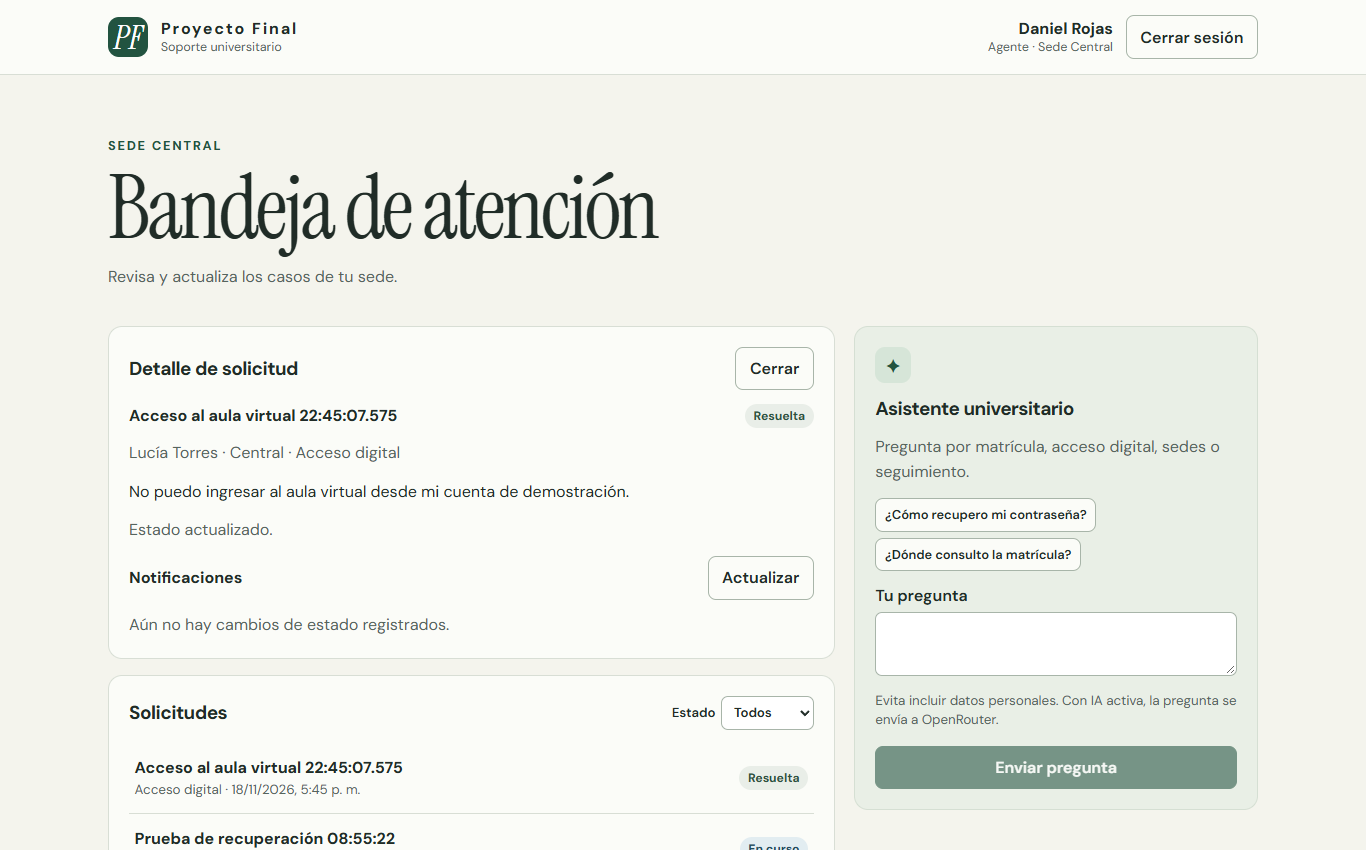 PF
Proyecto Final
Soporte universitario
Daniel Rojas
Agente · Sede Central
Cerrar sesión
SEDE CENTRAL
Bandeja de atención
Revisa y actualiza los casos de tu sede.
Detalle de solicitud
Cerrar
Acceso al aula virtual 22:45:07.575
Resuelta
Lucía Torres · Central · Acceso digital
No puedo ingresar al aula virtual desde mi cuenta de demostración.
Estado actualizado.
Notificaciones
Actualizar
Aún no hay cambios de estado registrados.
Solicitudes
Estado
Todos
Acceso al aula virtual 22:45:07.575
Acceso digital · 18/11/2026, 5:45 p. m.
Resuelta
Prueba de recuperación 08:55:22
En curso
✦
Asistente universitario
Pregunta por matrícula, acceso digital, sedes o
seguimiento.
¿Cómo recupero mi contraseña?
¿Dónde consulto la matrícula?
Tu pregunta
Evita incluir datos personales. Con IA activa, la pregunta se
envía a OpenRouter.
Enviar pregunta